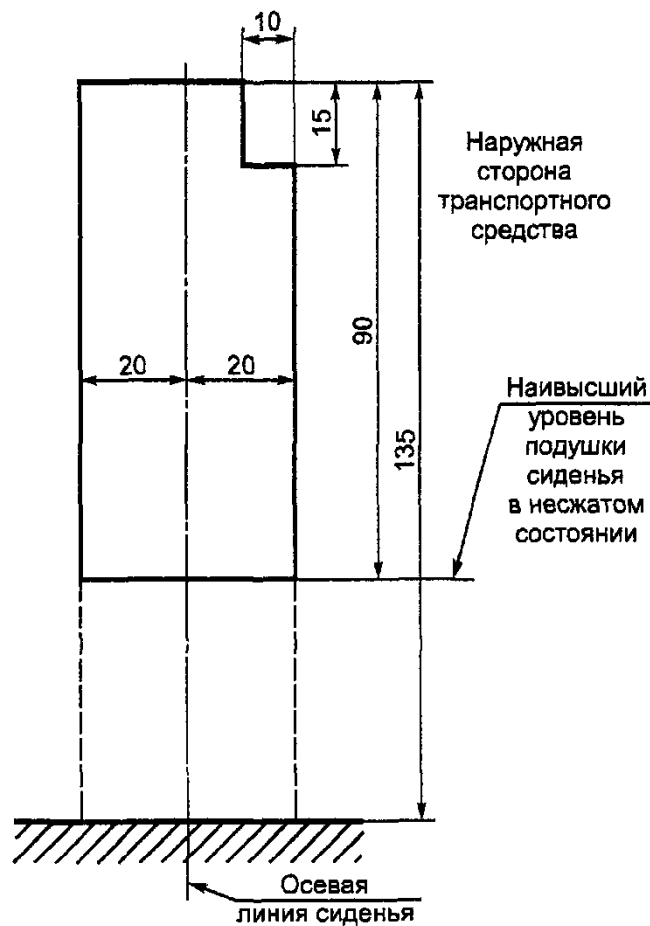 10
15
Наружная
сторона
транспортного
средства
90
20
20
135
Наивысший
уровень
подушки
сиденья
в несжатом
состоянии
Осевая
линия сиденья